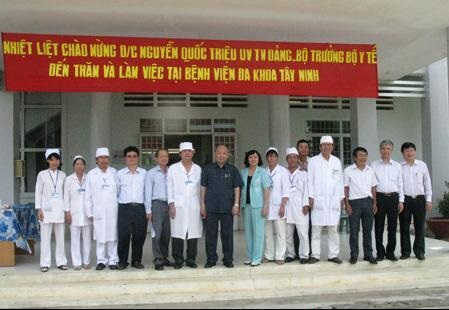 NHIỆT LIỆT CHÀO MỪNG Đ/C NGUYỄN QUỐC TRIỆU UV TW ĐẢNG, BỘ TRƯỞNG BỘ Y TẾ
ĐẾN THĂM VÀ LÀM VIỆC TẠI BỆNH VIỆN ĐA KHOA TÂY NINH